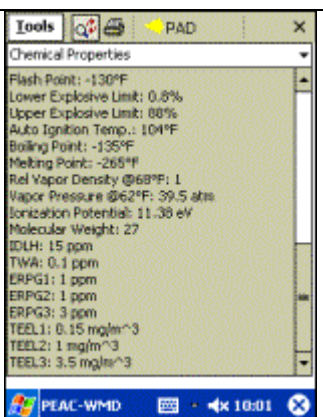 Tools PAD ×
Chemical Properties
Flash Point: -130°F
Lower Explosive Limit: 0.8%
Upper Explosive Limit: 88%
Auto Ignition Temp.: 104°F
Boiling Point: -135°F
Melting Point: -265°F
Rel Vapor Density @68°F: 1
Vapor Pressure @62°F: 39.5 atm
Ionization Potential: 11.38 eV
Molecular Weight: 27
IDLH: 15 ppm
TWA: 0.1 ppm
ERPG1: 1 ppm
ERPG2: 1 ppm
ERPG3: 3 ppm
TEEL1: 0.15 mg/m^3
TEEL2: 1 mg/m^3
TEEL3: 3.5 mg/m^3
PEAC-WMD 10:01